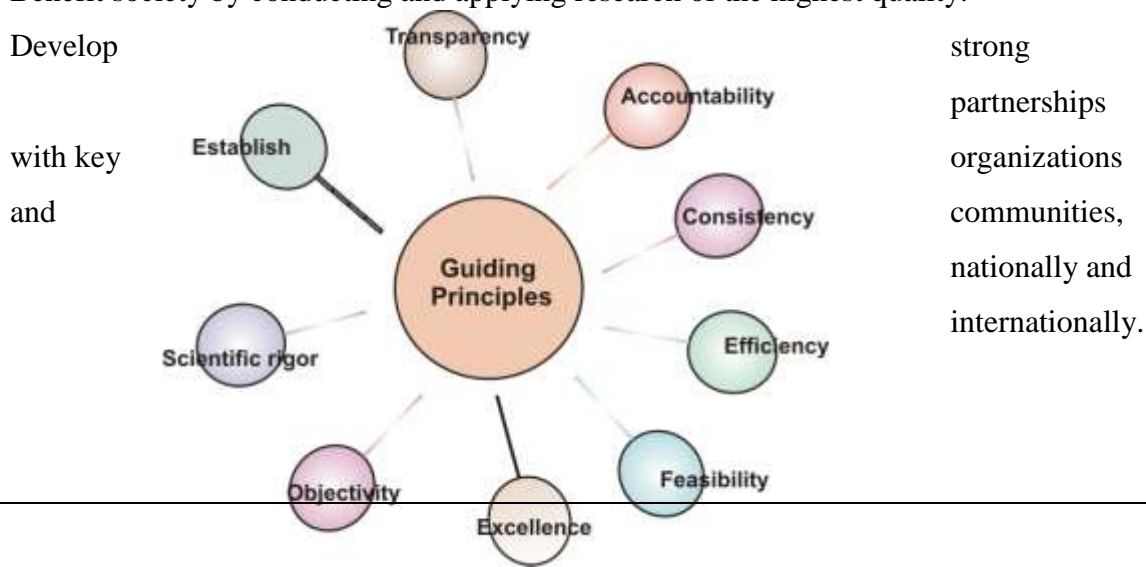 Benefit society by conducting and applying research of the highest quality.
Develop strong
partnerships
with key organizations
and communities,
nationally and
internationally.
Transparency
Accountability
Establish
Consistency
Guiding
Principles
Efficiency
Scientific rigor
Feasibility
Objectivity
Excellence